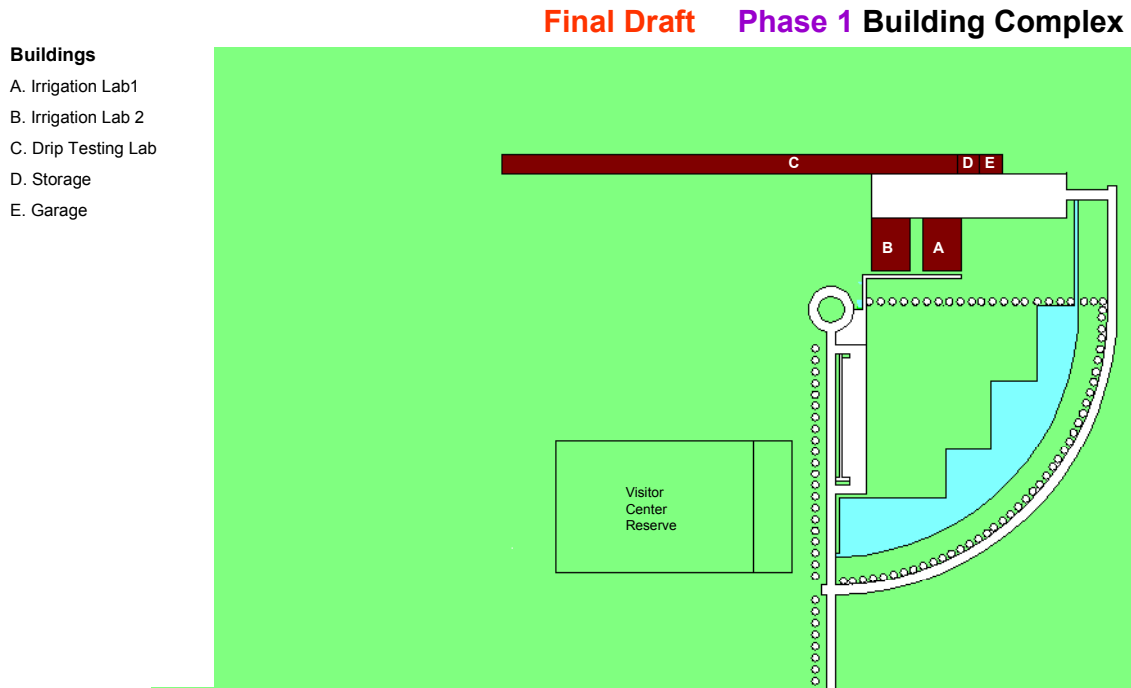 Final Draft Phase 1 Building Complex
Buildings
A. Irrigation Lab1
B. Irrigation Lab 2
C. Drip Testing Lab
D. Storage
E. Garage
C D E
B A
Visitor
Center
Reserve